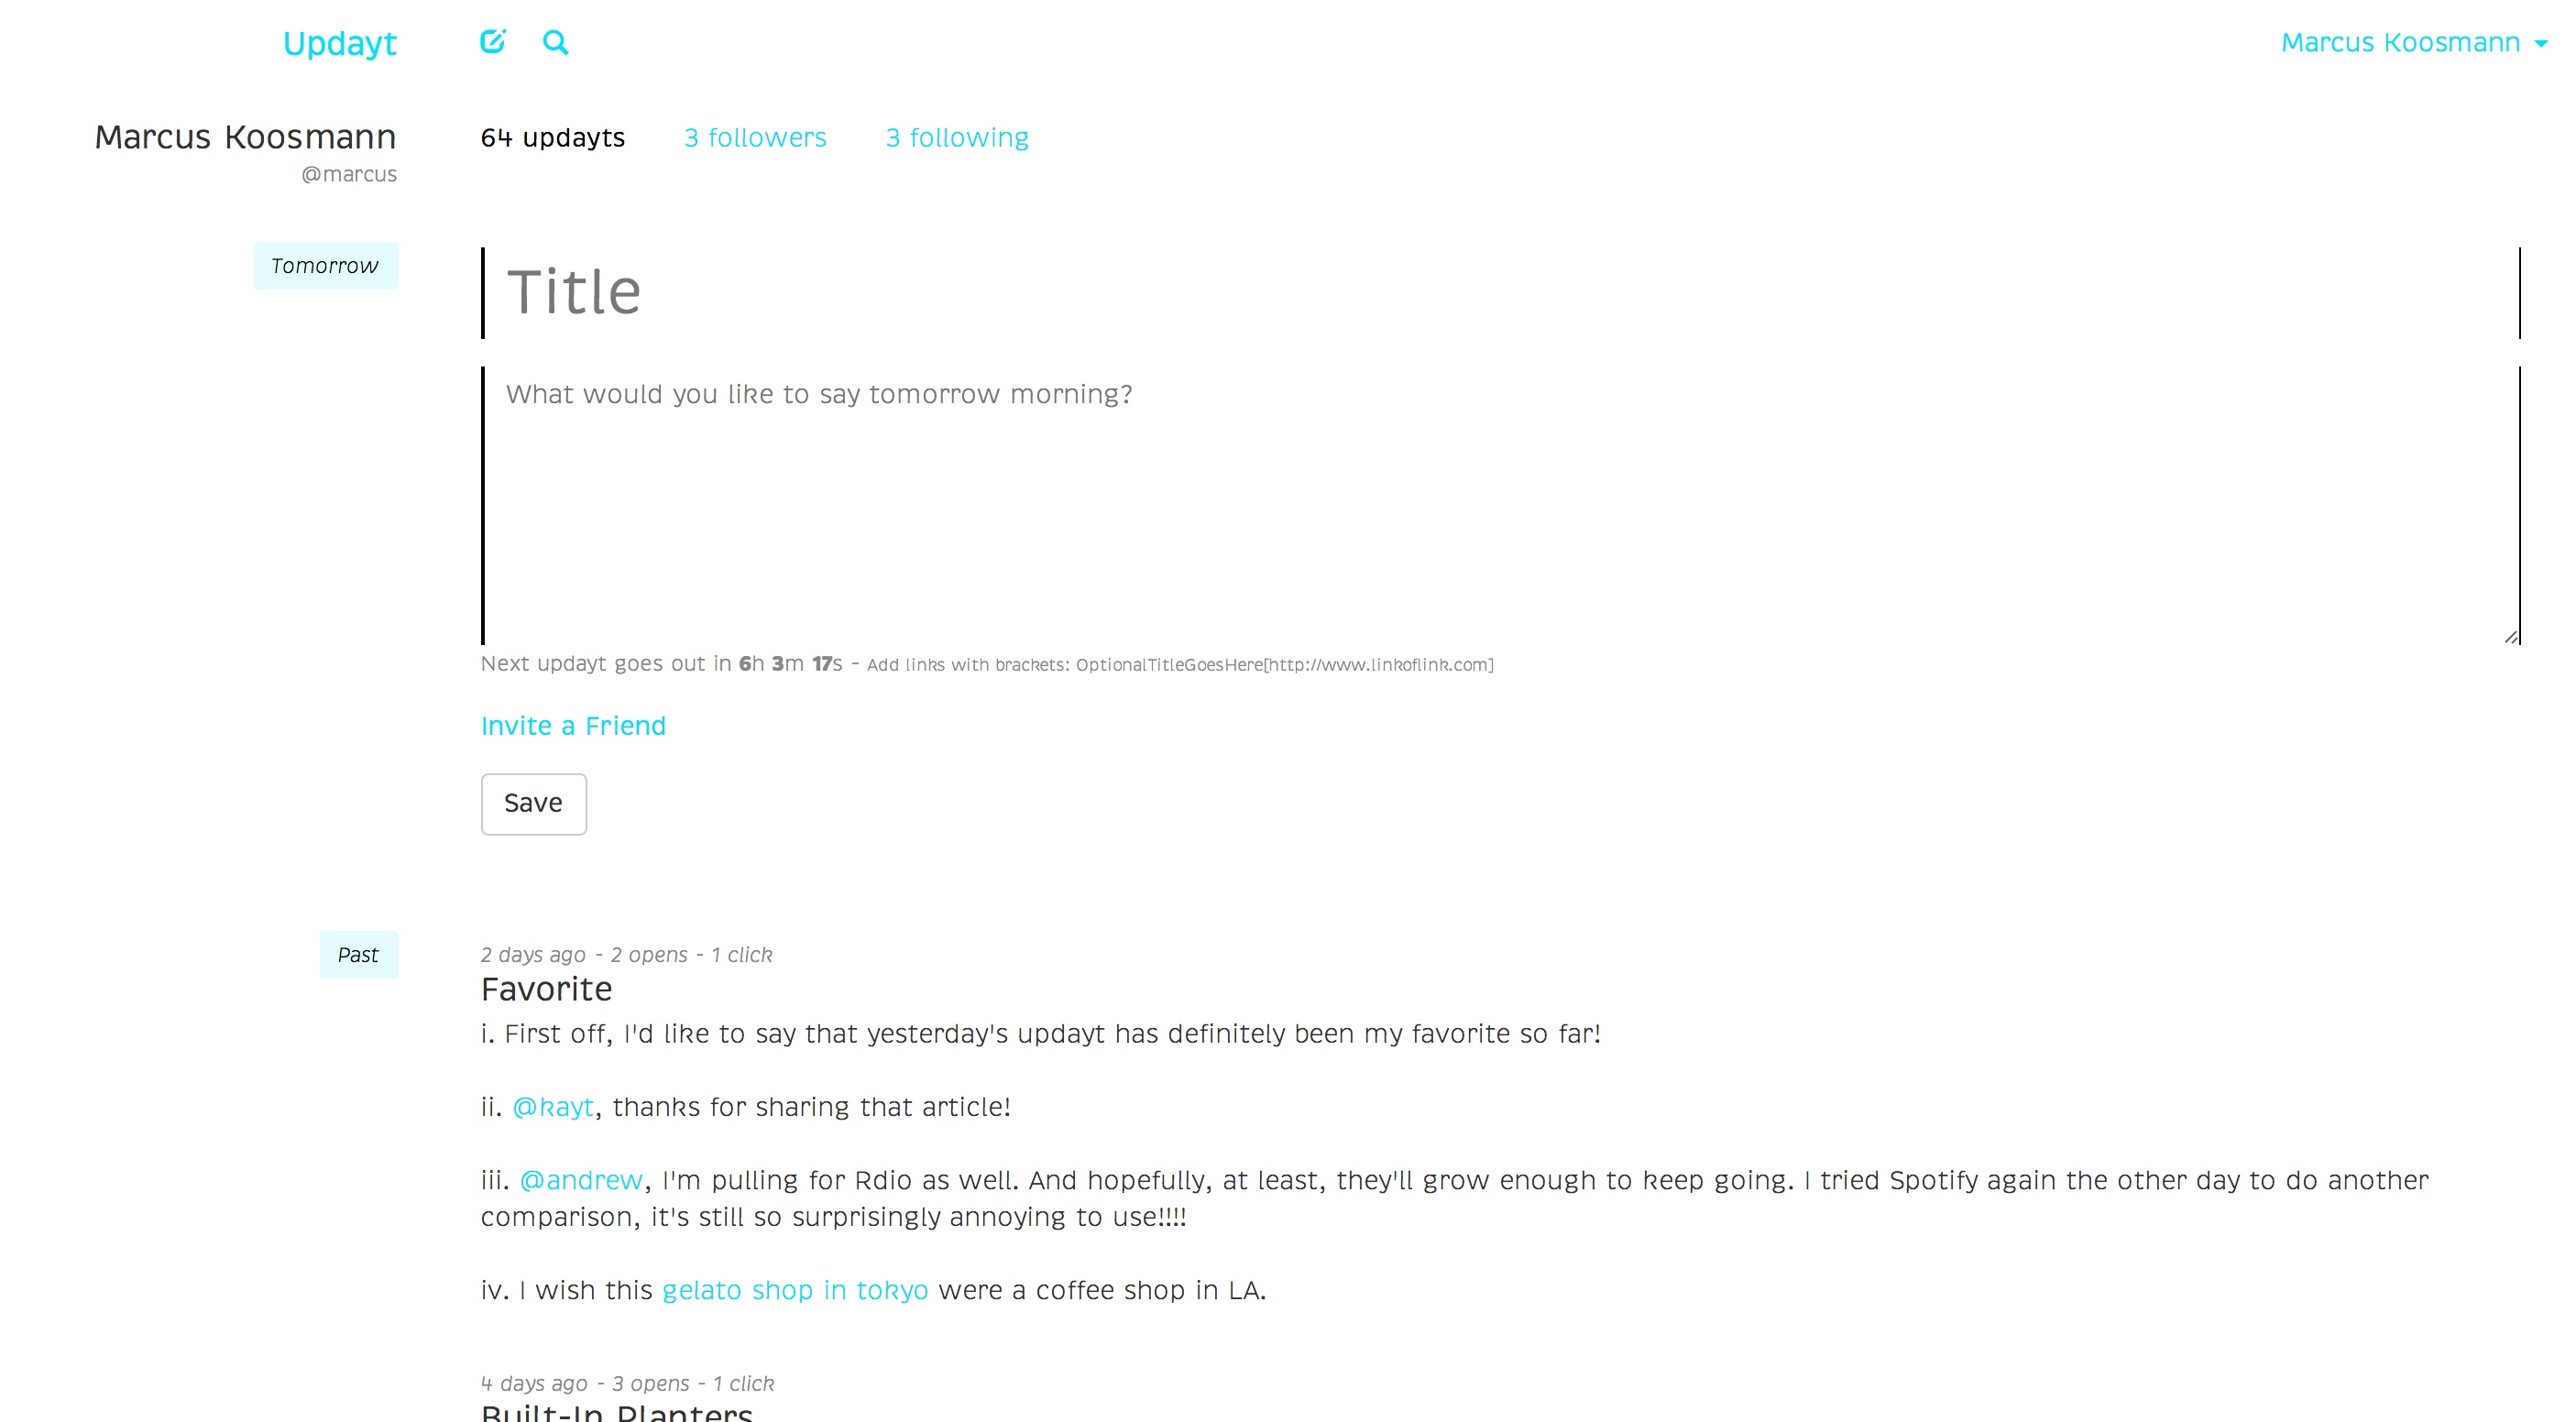 Updayt
Marcus Koosmann
Marcus Koosmann
@marcus
64 updayts 3 followers 3 following
Tomorrow
Title
What would you like to say tomorrow morning?
Next updayt goes out in 6h 3m 17s - Add links with brackets: OptionalTitleGoesHere[http://www.linkoflink.com]
Invite a Friend
Save
Past
2 days ago - 2 opens - 1 click
Favorite
i. First off, I'd like to say that yesterday's updayt has definitely been my favorite so far!
ii. @kayt, thanks for sharing that article!
iii. @andrew, I'm pulling for Rdio as well. And hopefully, at least, they'll grow enough to keep going. I tried Spotify again the other day to do another
comparison, it's still so surprisingly annoying to use!!!!
iv. I wish this gelato shop in tokyo were a coffee shop in LA.
4 days ago - 3 opens - 1 click
Built-In Planters